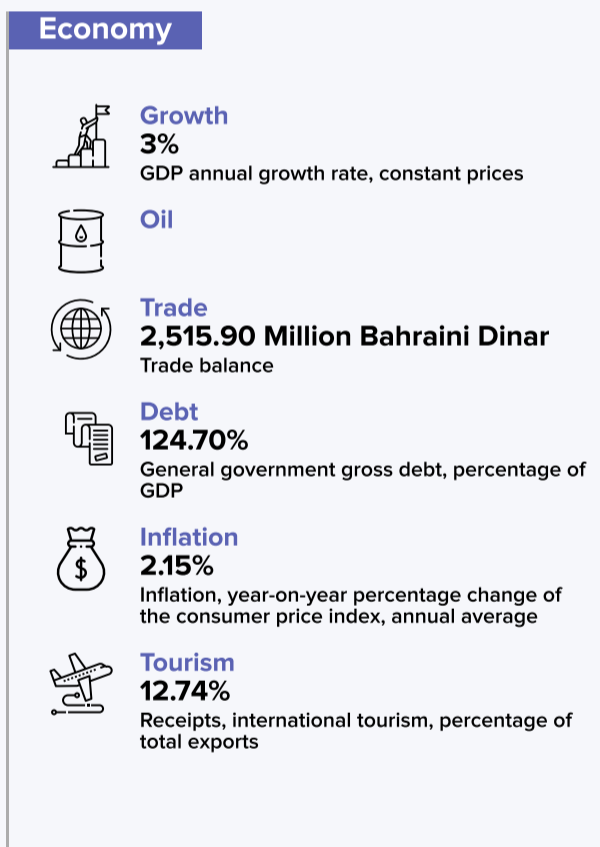 Economy
Growth
3%
GDP annual growth rate, constant prices
Oil
Trade
2,515.90 Million Bahraini Dinar
Trade balance
Debt
124.70%
General government gross debt, percentage of
GDP
$
Inflation
2.15%
Inflation, year-on-year percentage change of
the consumer price index, annual average
Tourism
12.74%
Receipts, international tourism, percentage of
total exports